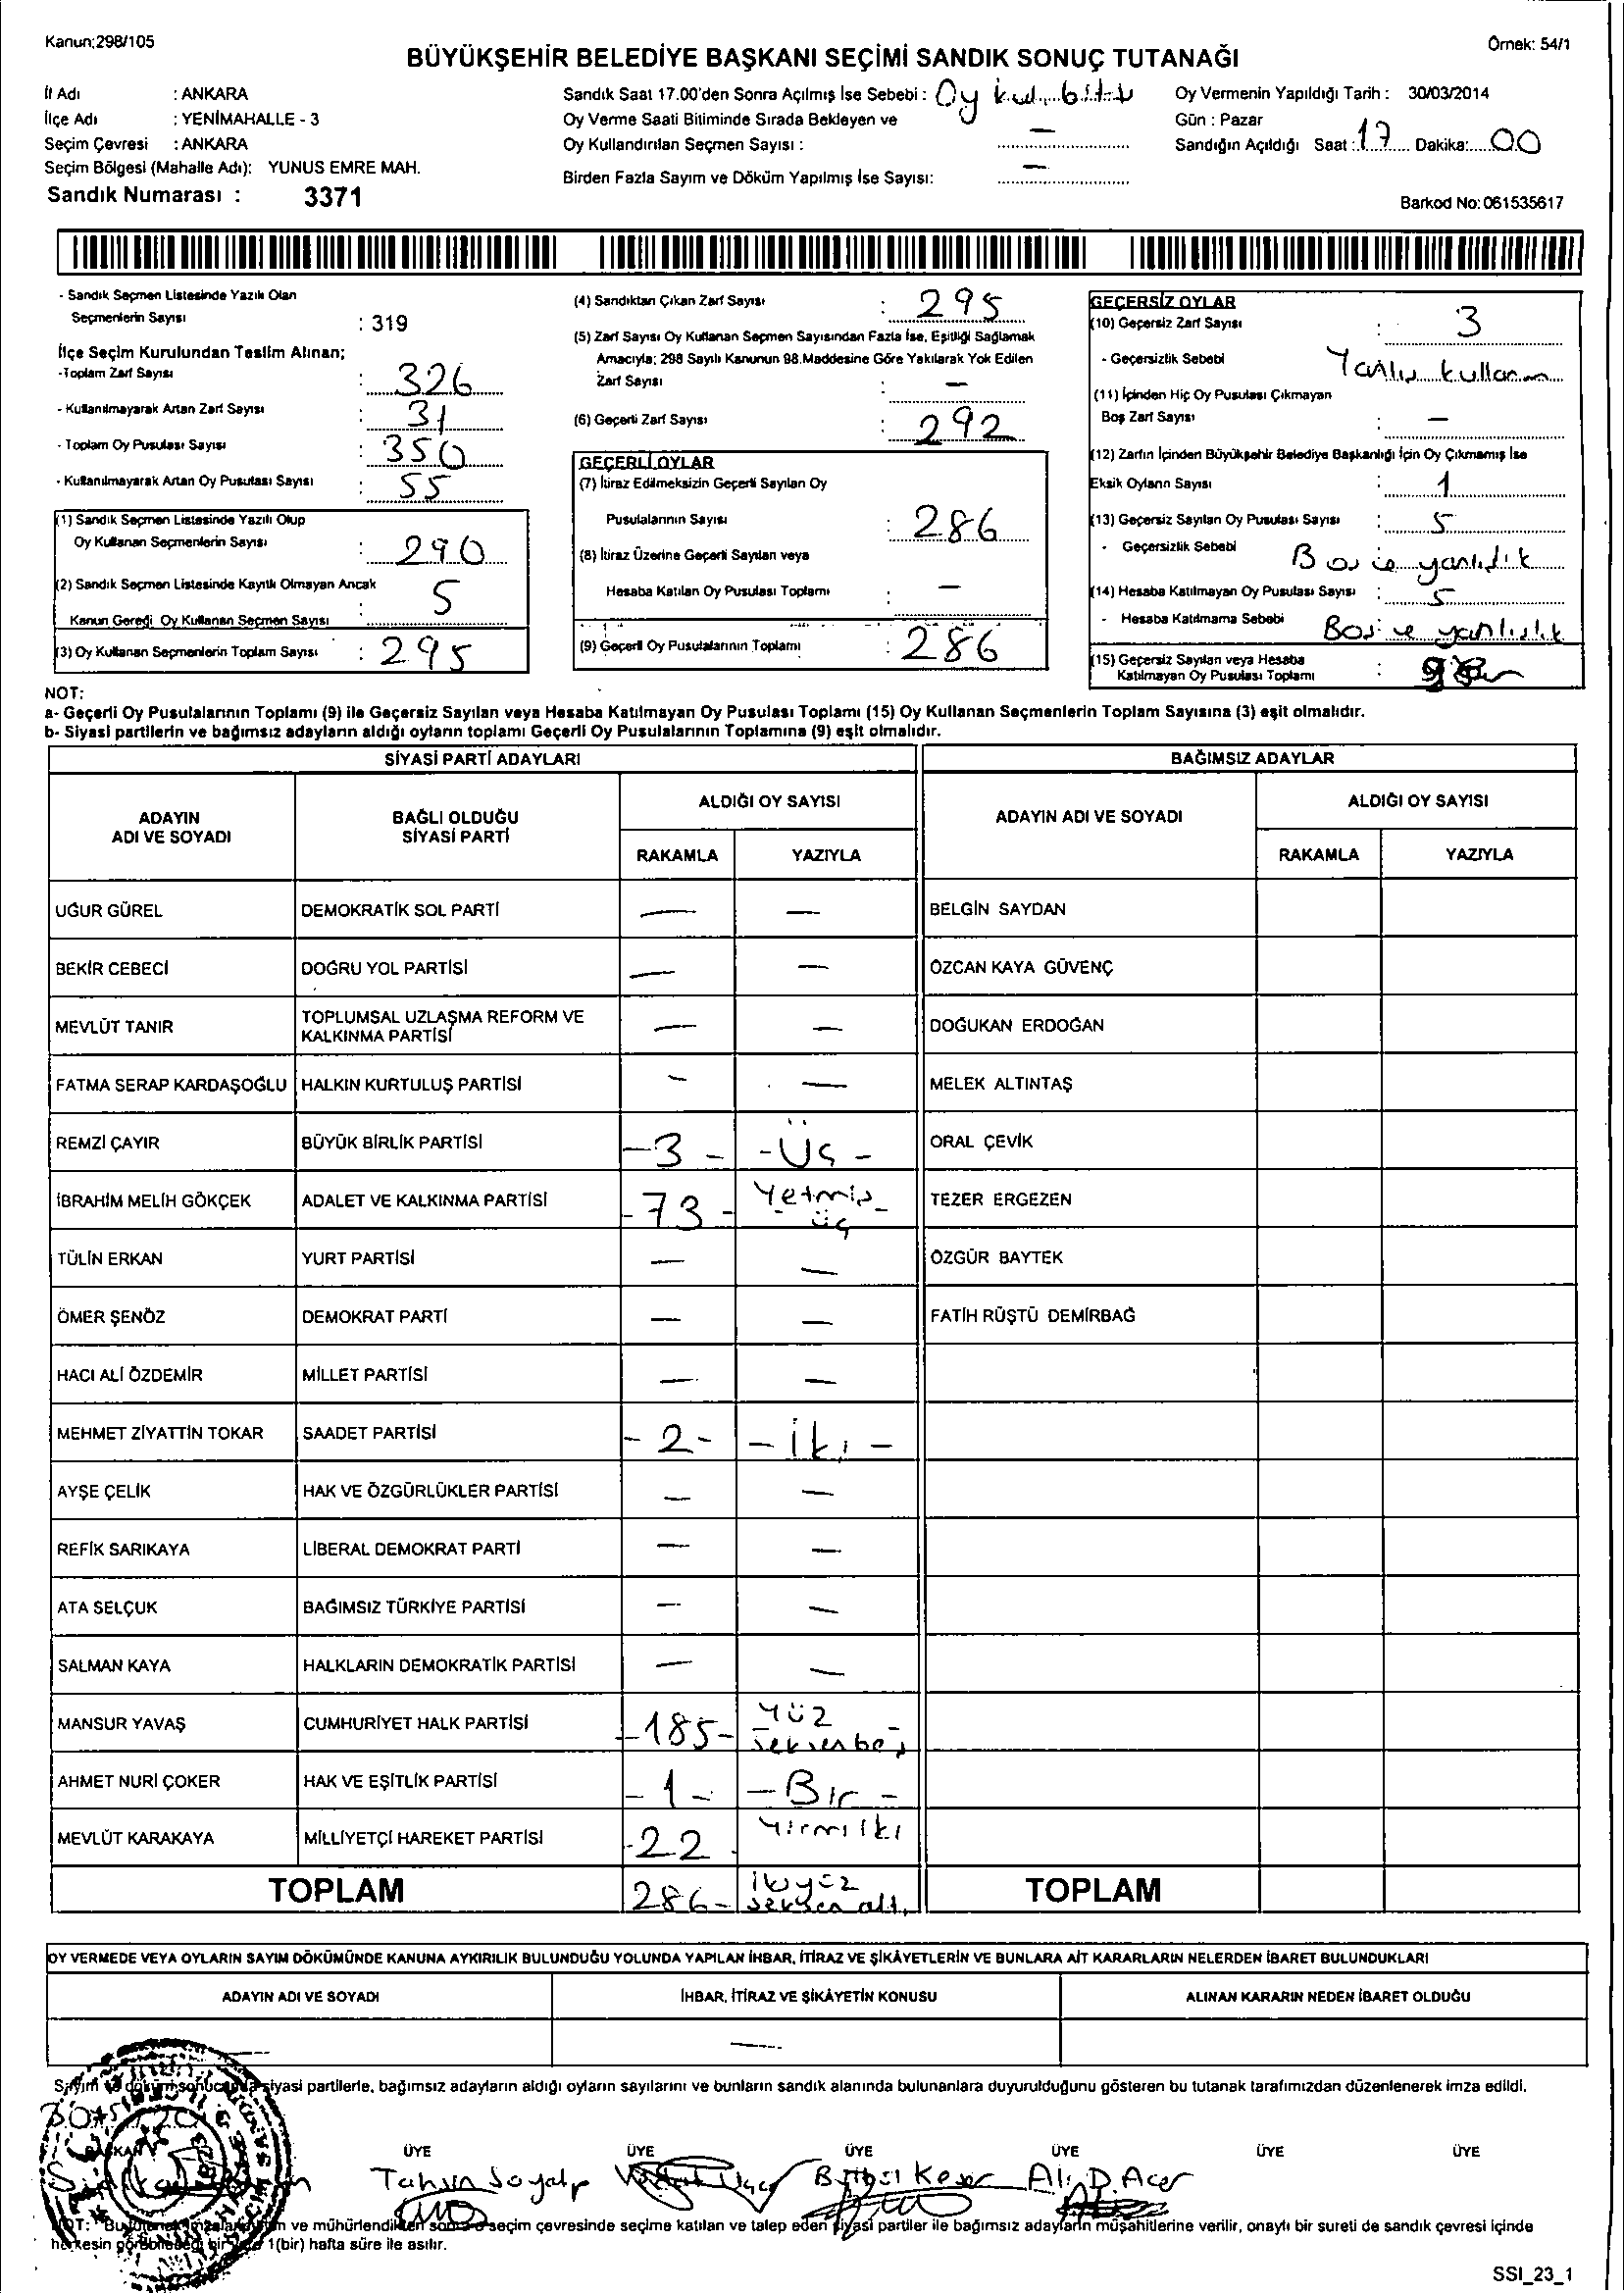 Kanun;298/105
Örnek: 54/1
BÜYÜKŞEHİR BELEDİYE BAŞKANI SEÇİMİ SANDIK SONUÇ TUTANAĞI
İl Adı : ANKARA
İlçe Adı : YENİMAHALLE - 3
Seçim Çevresi : ANKARA
Seçim Bölgesi (Mahalle Adı): YUNUS EMRE MAH.
Sandık Numarası : 3371
Sandık Saat 17.00'den Sonra Açılmış İse Sebebi : Oy
Oy Verme Saati Bitiminde Sırada Bekleyen ve
Oy Kullandırılan Seçmen Sayısı : —
Birden Fazla Sayım ve Döküm Yapılmış İse Sayısı: —
Oy Vermenin Yapıldığı Tarih : 30/03/2014
Gün : Pazar
Sandığın Açıldığı Saat : 17 Dakika: 00
Barkod No: 061535617
- Sandık Seçmen Listesinde Yazılı Olan
Seçmenlerin Sayısı : 319
İlçe Seçim Kurulundan Teslim Alınan;
-Toplam Zarf Sayısı : 326
- Kullanılmayarak Artan Zarf Sayısı : 31
- Toplam Oy Pusulası Sayısı : 350
- Kullanılmayarak Artan Oy Pusulası Sayısı : 55
(1) Sandık Seçmen Listesinde Yazılı Olup
Oy Kullanan Seçmenlerin Sayısı : 290
(2) Sandık Seçmen Listesinde Kayıtlı Olmayan Ancak
Kanun Gereği Oy Kullanan Seçmen Sayısı : 5
(3) Oy Kullanan Seçmenlerin Toplam Sayısı : 295
(4) Sandıktan Çıkan Zarf Sayısı : 295
(5) Zarf Sayısı Oy Kullanan Seçmen Sayısından Fazla İse, Eşitliği Sağlamak
Amacıyla; 298 Sayılı Kanunun 98.Maddesine Göre Yakılarak Yok Edilen
Zarf Sayısı : —
(6) Geçerli Zarf Sayısı : 292
GEÇERLİ OYLAR
(7) İtiraz Edilmeksizin Geçerli Sayılan Oy
Pusulalarının Sayısı : 286
(8) İtiraz Üzerine Geçerli Sayılan veya
Hesaba Katılan Oy Pusulası Toplamı : —
(9) Geçerli Oy Pusulalarının Toplamı : 286
GEÇERSİZ OYLAR
(10) Geçersiz Zarf Sayısı : 3
- Geçersizlik Sebebi Yanlış kullanım
(11) İçinden Hiç Oy Pusulası Çıkmayan
Boş Zarf Sayısı : —
(12) Zarfın İçinden Büyükşehir Belediye Başkanlığı İçin Oy Çıkmamış İse
Eksik Oyların Sayısı : 1
(13) Geçersiz Sayılan Oy Pusulası Sayısı : 5
- Geçersizlik Sebebi Boş ve yanlışlık
(14) Hesaba Katılmayan Oy Pusulası Sayısı : 5
- Hesaba Katılmama Sebebi Boş ve yanlışlık
(15) Geçersiz Sayılan veya Hesaba
Katılmayan Oy Pusulası Toplamı : 9
NOT:
a- Geçerli Oy Pusulalarının Toplamı (9) ile Geçersiz Sayılan veya Hesaba Katılmayan Oy Pusulası Toplamı (15) Oy Kullanan Seçmenlerin Toplam Sayısına (3) eşit olmalıdır.
b- Siyasi partilerin ve bağımsız adayların aldığı oyların toplamı Geçerli Oy Pusulalarının Toplamına (9) eşit olmalıdır.
SİYASİ PARTİ ADAYLARI BAĞIMSIZ ADAYLAR
ADAYIN ADI VE SOYADI BAĞLI OLDUĞU SİYASİ PARTİ ALDIĞI OY SAYISI ADAYIN ADI VE SOYADI ALDIĞI OY SAYISI
RAKAMLA YAZIYLA RAKAMLA YAZIYLA
UĞUR GÜREL DEMOKRATİK SOL PARTİ — — BELGİN SAYDAN
BEKİR CEBECİ DOĞRU YOL PARTİSİ — — ÖZCAN KAYA GÜVENÇ
MEVLÜT TANIR TOPLUMSAL UZLAŞMA REFORM VE KALKINMA PARTİSİ — — DOĞUKAN ERDOĞAN
FATMA SERAP KARDAŞOĞLU HALKIN KURTULUŞ PARTİSİ — — MELEK ALTINTAŞ
REMZİ ÇAYIR BÜYÜK BİRLİK PARTİSİ -3- -Üç- ORAL ÇEVİK
İBRAHİM MELİH GÖKÇEK ADALET VE KALKINMA PARTİSİ -73- Yetmiş üç TEZER ERGEZEN
TÜLİN ERKAN YURT PARTİSİ — — ÖZGÜR BAYTEK
ÖMER ŞENÖZ DEMOKRAT PARTİ — — FATİH RÜŞTÜ DEMİRBAĞ
HACI ALİ ÖZDEMİR MİLLET PARTİSİ — —
MEHMET ZİYATTİN TOKAR SAADET PARTİSİ -2- -iki-
AYŞE ÇELİK HAK VE ÖZGÜRLÜKLER PARTİSİ — —
REFİK SARIKAYA LİBERAL DEMOKRAT PARTİ — —
ATA SELÇUK BAĞIMSIZ TÜRKİYE PARTİSİ — —
SALMAN KAYA HALKLARIN DEMOKRATİK PARTİSİ — —
MANSUR YAVAŞ CUMHURİYET HALK PARTİSİ -185- Yüz seksenbeş
AHMET NURİ ÇOKER HAK VE EŞİTLİK PARTİSİ -1- -Bir-
MEVLÜT KARAKAYA MİLLİYETÇİ HAREKET PARTİSİ -22- Yirmiiki
TOPLAM 286- ikiyüz seksen altı TOPLAM
OY VERMEDE VEYA OYLARIN SAYIM DÖKÜMÜNDE KANUNA AYKIRILIK BULUNDUĞU YOLUNDA YAPILAN İHBAR, İTİRAZ VE ŞİKÂYETLERİN VE BUNLARA AİT KARARLARIN NELERDEN İBARET BULUNDUKLARI
ADAYIN ADI VE SOYADI İHBAR, İTİRAZ VE ŞİKÂYETİN KONUSU ALINAN KARARIN NEDEN İBARET OLDUĞU
— —
Sayım ve döküm sonucunda siyasi partilerle, bağımsız adayların aldığı oyların sayılarını ve bunların sandık alanında bulunanlara duyurulduğunu gösteren bu tutanak tarafımızdan düzenlenerek imza edildi.
BAŞKAN ÜYE ÜYE ÜYE ÜYE ÜYE ÜYE
Tahsin Soyalp Keser Ali D. Acer
NOT: Bu ve mühürlendikten sonra seçim çevresinde seçime katılan ve talep eden siyasi partiler ile bağımsız adayların müşahitlerine verilir, onaylı bir sureti de sandık çevresi içinde
herkesin görebileceği bir 1(bir) hafta süre ile asılır.
SSI_23_1